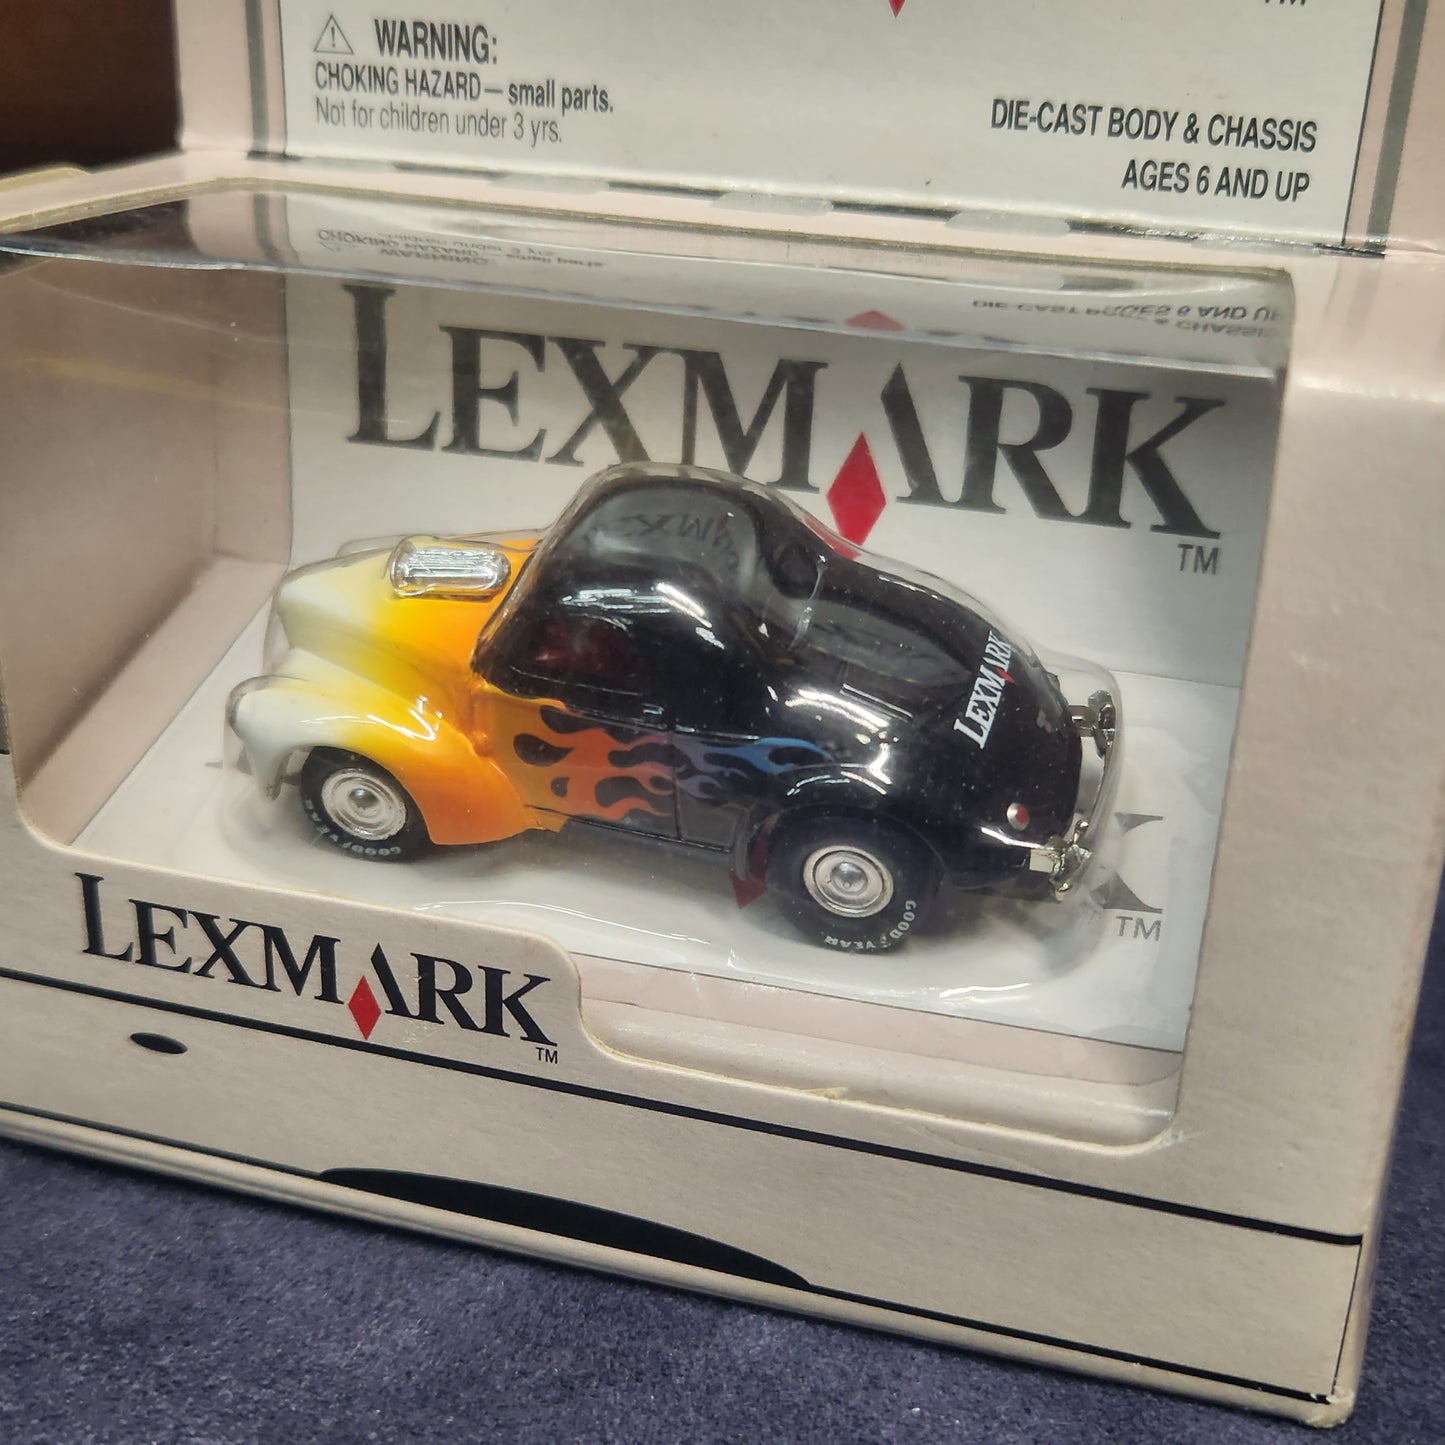 TM
WARNING:
CHOKING HAZARD — small parts.
Not for children under 3 yrs.
DIE-CAST BODY & CHASSIS
AGES 6 AND UP
LEXMARK
TM
LEXMARK
GOODYEAR
GOODYEAR
TM
LEXMARK
TM